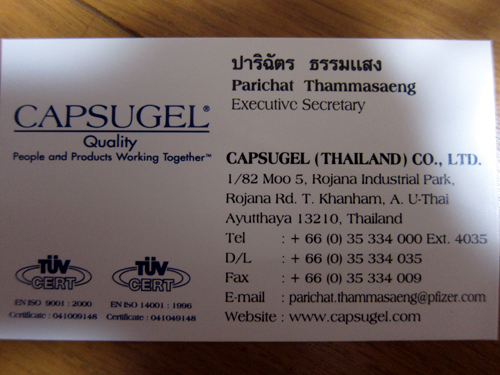 ปาริฉัตร ธรรมแสง
Parichat Thammasaeng
Executive Secretary
CAPSUGEL®
Quality
People and Products Working Together™
CAPSUGEL (THAILAND) CO., LTD.
1/82 Moo 5, Rojana Industrial Park,
Rojana Rd. T. Khanham, A. U-Thai
Ayutthaya 13210, Thailand
Tel : + 66 (0) 35 334 000 Ext. 4035
D/L : + 66 (0) 35 334 035
Fax : + 66 (0) 35 334 009
E-mail : parichat.thammasaeng@pfizer.com
Website : www.capsugel.com
TÜV
CERT
EN ISO 9001 : 2000
Certificate : 041009148
TÜV
CERT
EN ISO 14001 : 1996
Certificate : 041049148